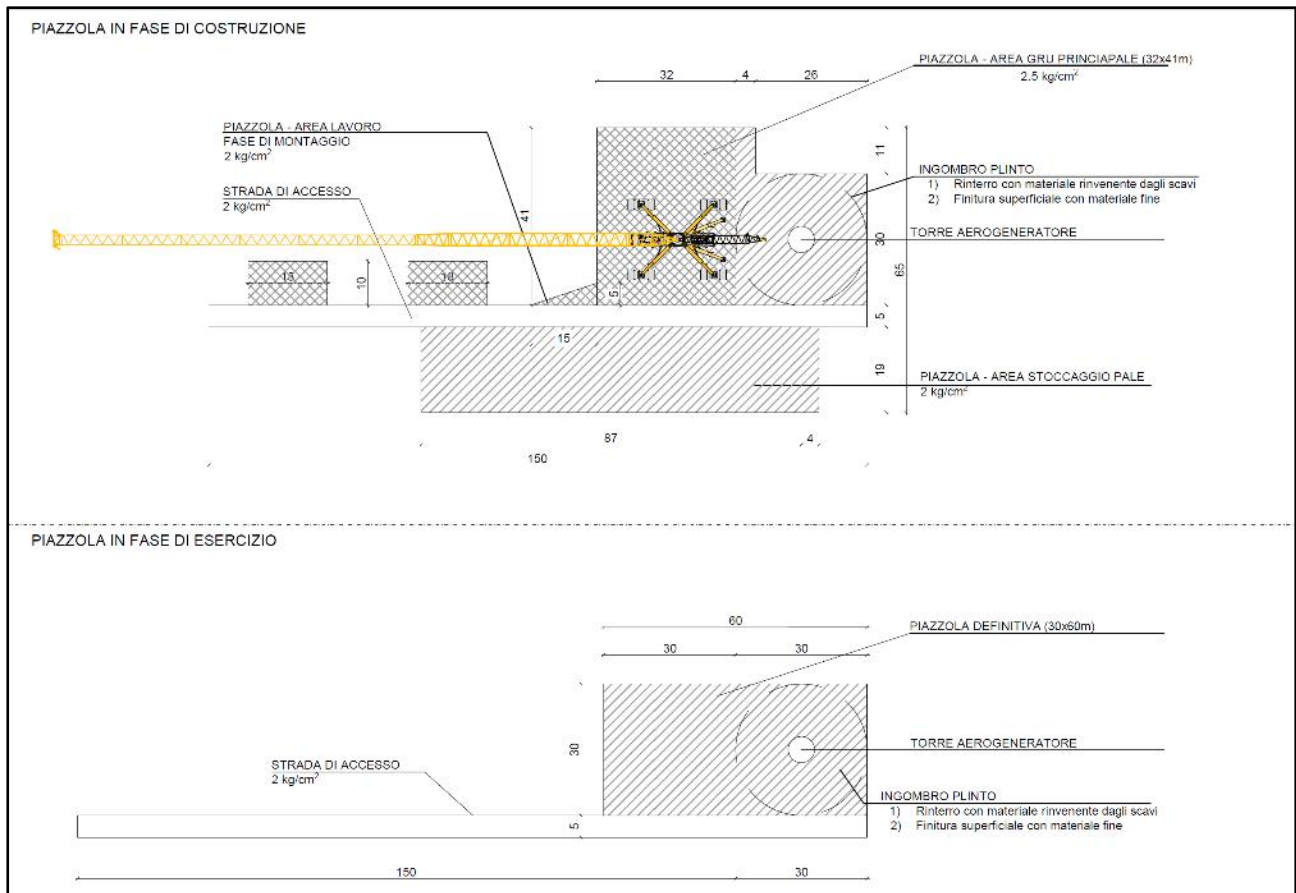 PIAZZOLA IN FASE DI COSTRUZIONE
PIAZZOLA - AREA GRU PRINCIAPALE (32x41m)
2.5 kg/cm²
32
4
26
PIAZZOLA - AREA LAVORO
FASE DI MONTAGGIO
2 kg/cm²
STRADA DI ACCESSO
2 kg/cm²
11
INGOMBRO PLINTO
1) Rinterro con materiale rinvenente dagli scavi
2) Finitura superficiale con materiale fine
TORRE AEROGENERATORE
41
30
65
18
18
10
5
5
15
19
PIAZZOLA - AREA STOCCAGGIO PALE
2 kg/cm²
87
4
150
PIAZZOLA IN FASE DI ESERCIZIO
60
PIAZZOLA DEFINITIVA (30x60m)
30
30
30
TORRE AEROGENERATORE
STRADA DI ACCESSO
2 kg/cm²
INGOMBRO PLINTO
1) Rinterro con materiale rinvenente dagli scavi
2) Finitura superficiale con materiale fine
5
150
30